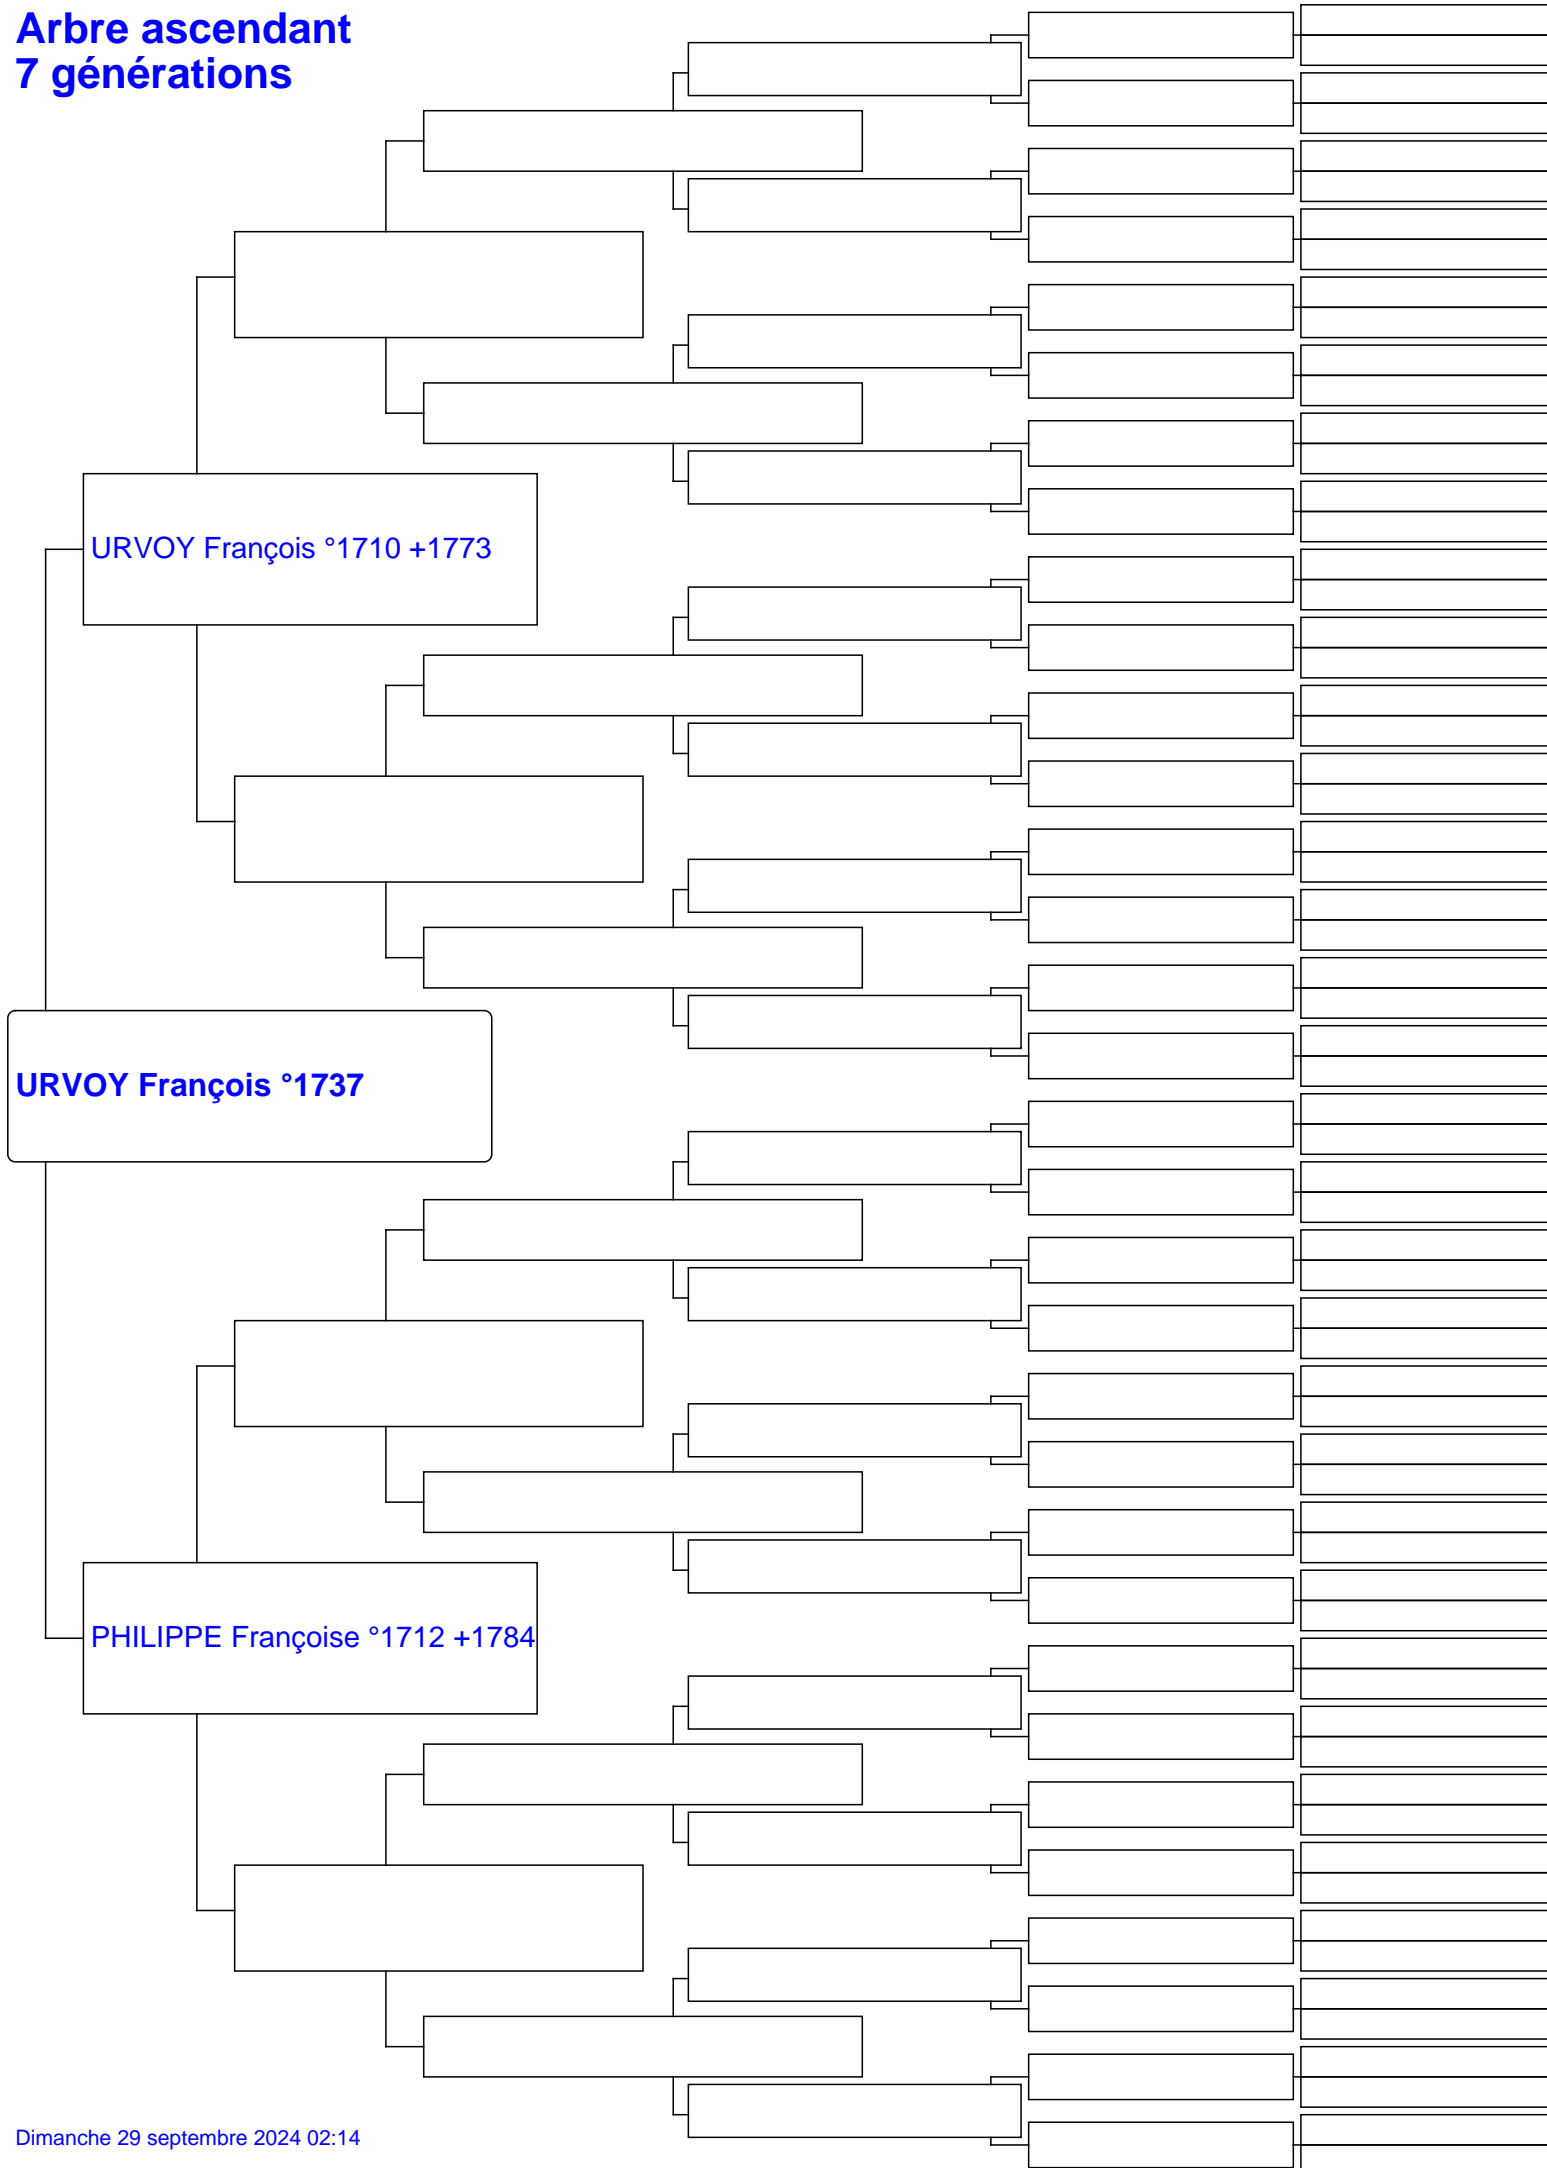 Arbre ascendant
7 générations
URVOY François °1710 +1773
URVOY François °1737
PHILIPPE Françoise °1712 +1784
Dimanche 29 septembre 2024 02:14